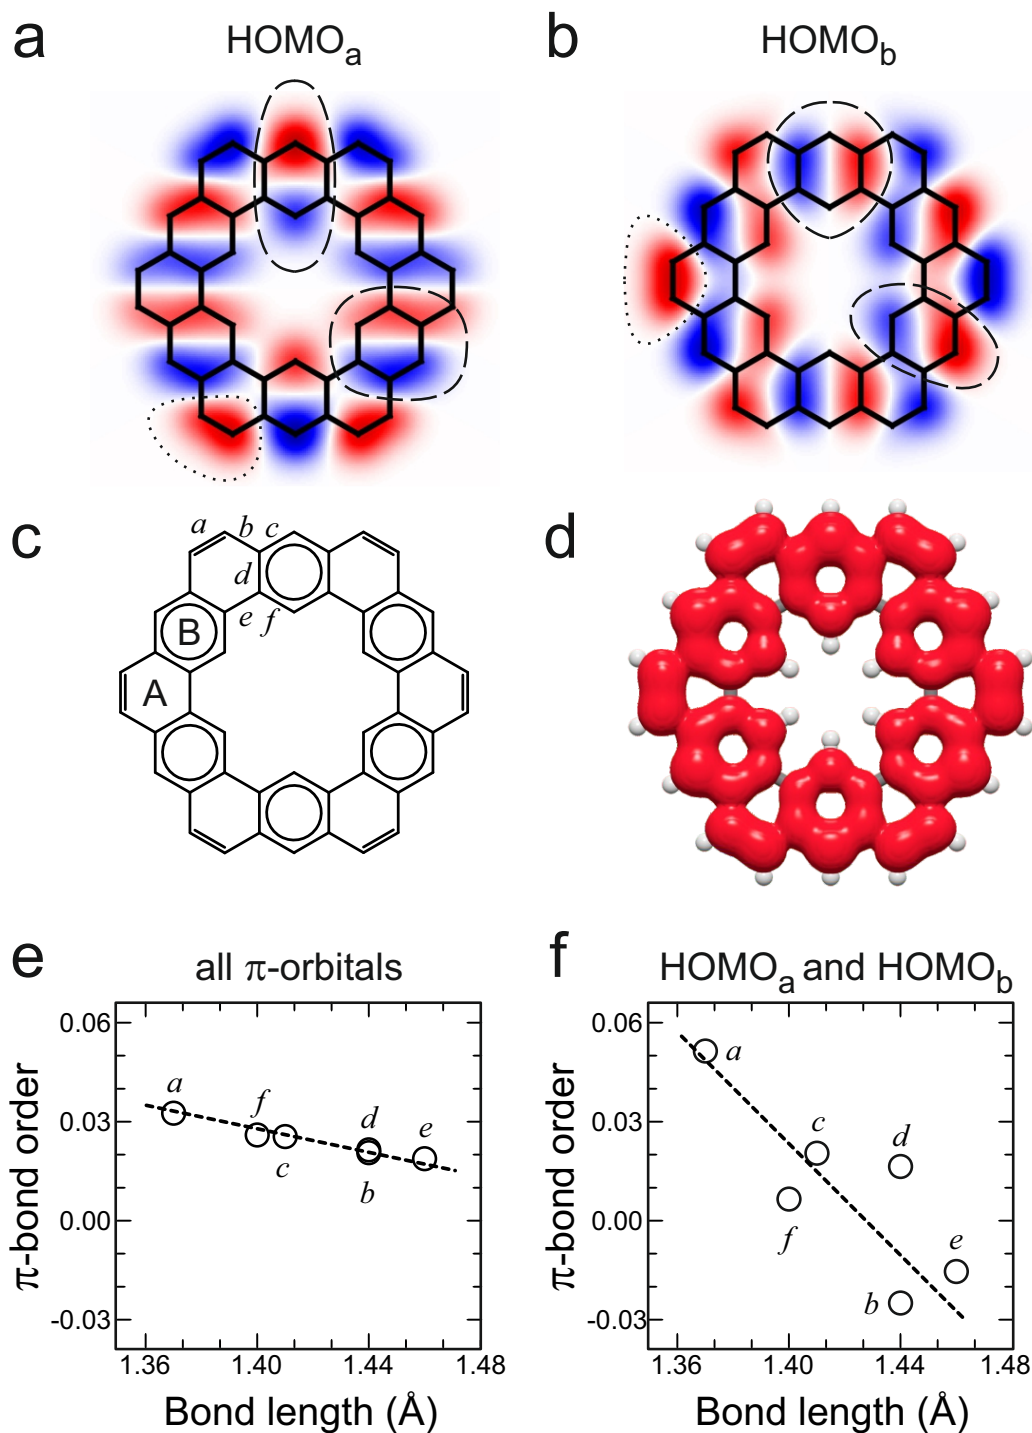 a HOMOa b HOMOb
c d
a b c
d
e f
B
A
e all π-orbitals f HOMOa and HOMOb
0.06 0.06
a a
0.03 f d e 0.03 c d
c b f
0.00 0.00
e
b
-0.03 -0.03
1.36 1.40 1.44 1.48 1.36 1.40 1.44 1.48
π-bond order π-bond order
Bond length (Å) Bond length (Å)